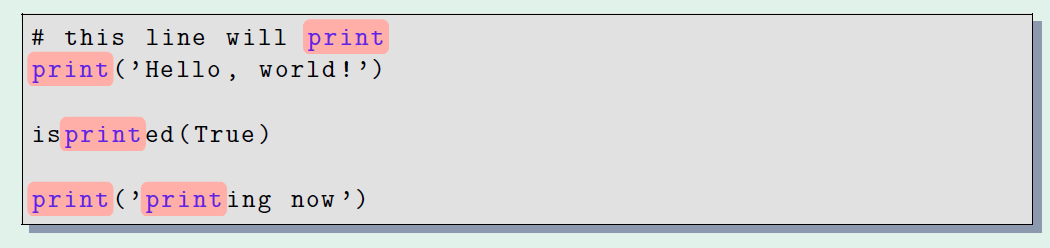 # this line will print
print(’Hello, world!’)
isprinted(True)
print(’printing now’)